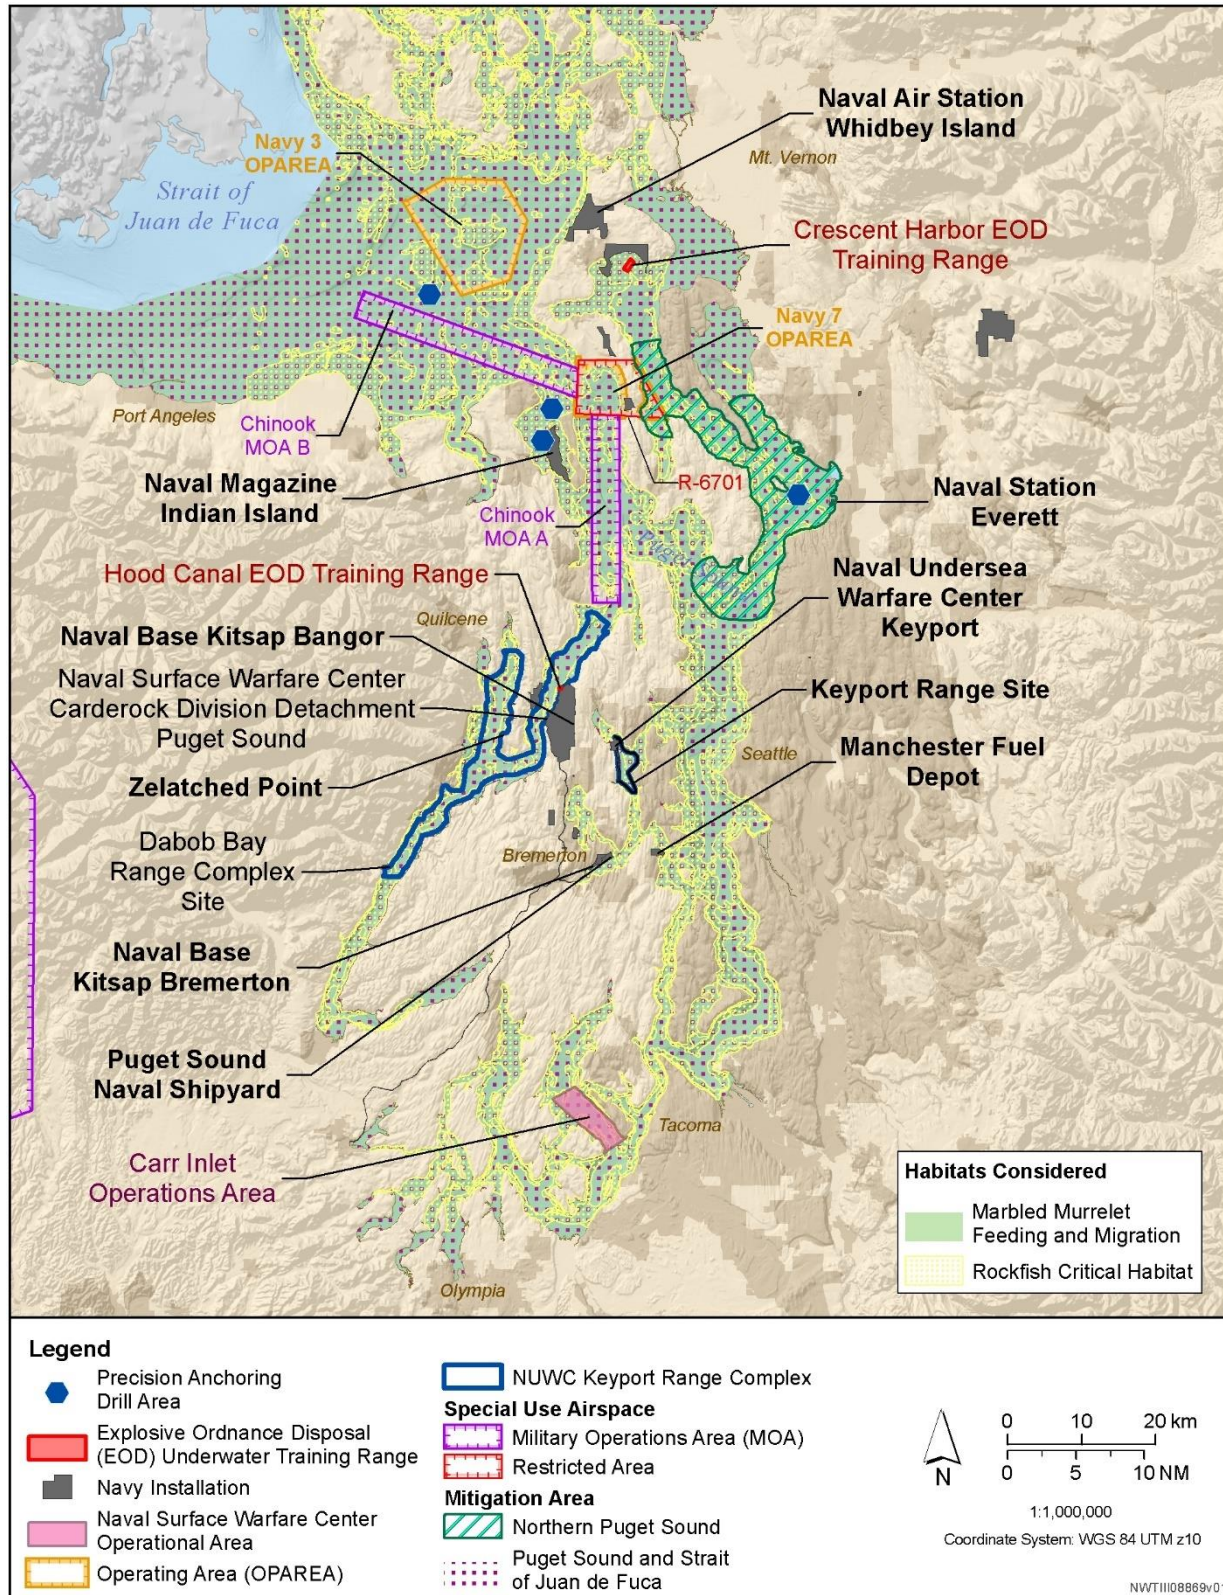 Naval Air Station
Whidbey Island
Mt. Vernon
Navy 3
OPAREA
Strait of
Juan de Fuca
Crescent Harbor EOD
Training Range
Navy 7
OPAREA
Port Angeles
Chinook
MOA B
Naval Magazine
Indian Island
R-6701
Naval Station
Everett
Chinook
MOA A
Puget Sound
Hood Canal EOD Training Range
Naval Undersea
Warfare Center
Keyport
Quilcene
Naval Base Kitsap Bangor
Naval Surface Warfare Center
Carderock Division Detachment
Puget Sound
Keyport Range Site
Seattle
Manchester Fuel
Depot
Zelatched Point
Dabob Bay
Range Complex
Site
Bremerton
Naval Base
Kitsap Bremerton
Puget Sound
Naval Shipyard
Tacoma
Carr Inlet
Operations Area
Olympia
Habitats Considered
Marbled Murrelet
Feeding and Migration
Rockfish Critical Habitat
Legend
Precision Anchoring
Drill Area
Explosive Ordnance Disposal
(EOD) Underwater Training Range
Navy Installation
Naval Surface Warfare Center
Operational Area
Operating Area (OPAREA)
NUWC Keyport Range Complex
Special Use Airspace
Military Operations Area (MOA)
Restricted Area
Mitigation Area
Northern Puget Sound
Puget Sound and Strait
of Juan de Fuca
N
0 10 20 km
0 5 10 NM
1:1,000,000
Coordinate System: WGS 84 UTM z10